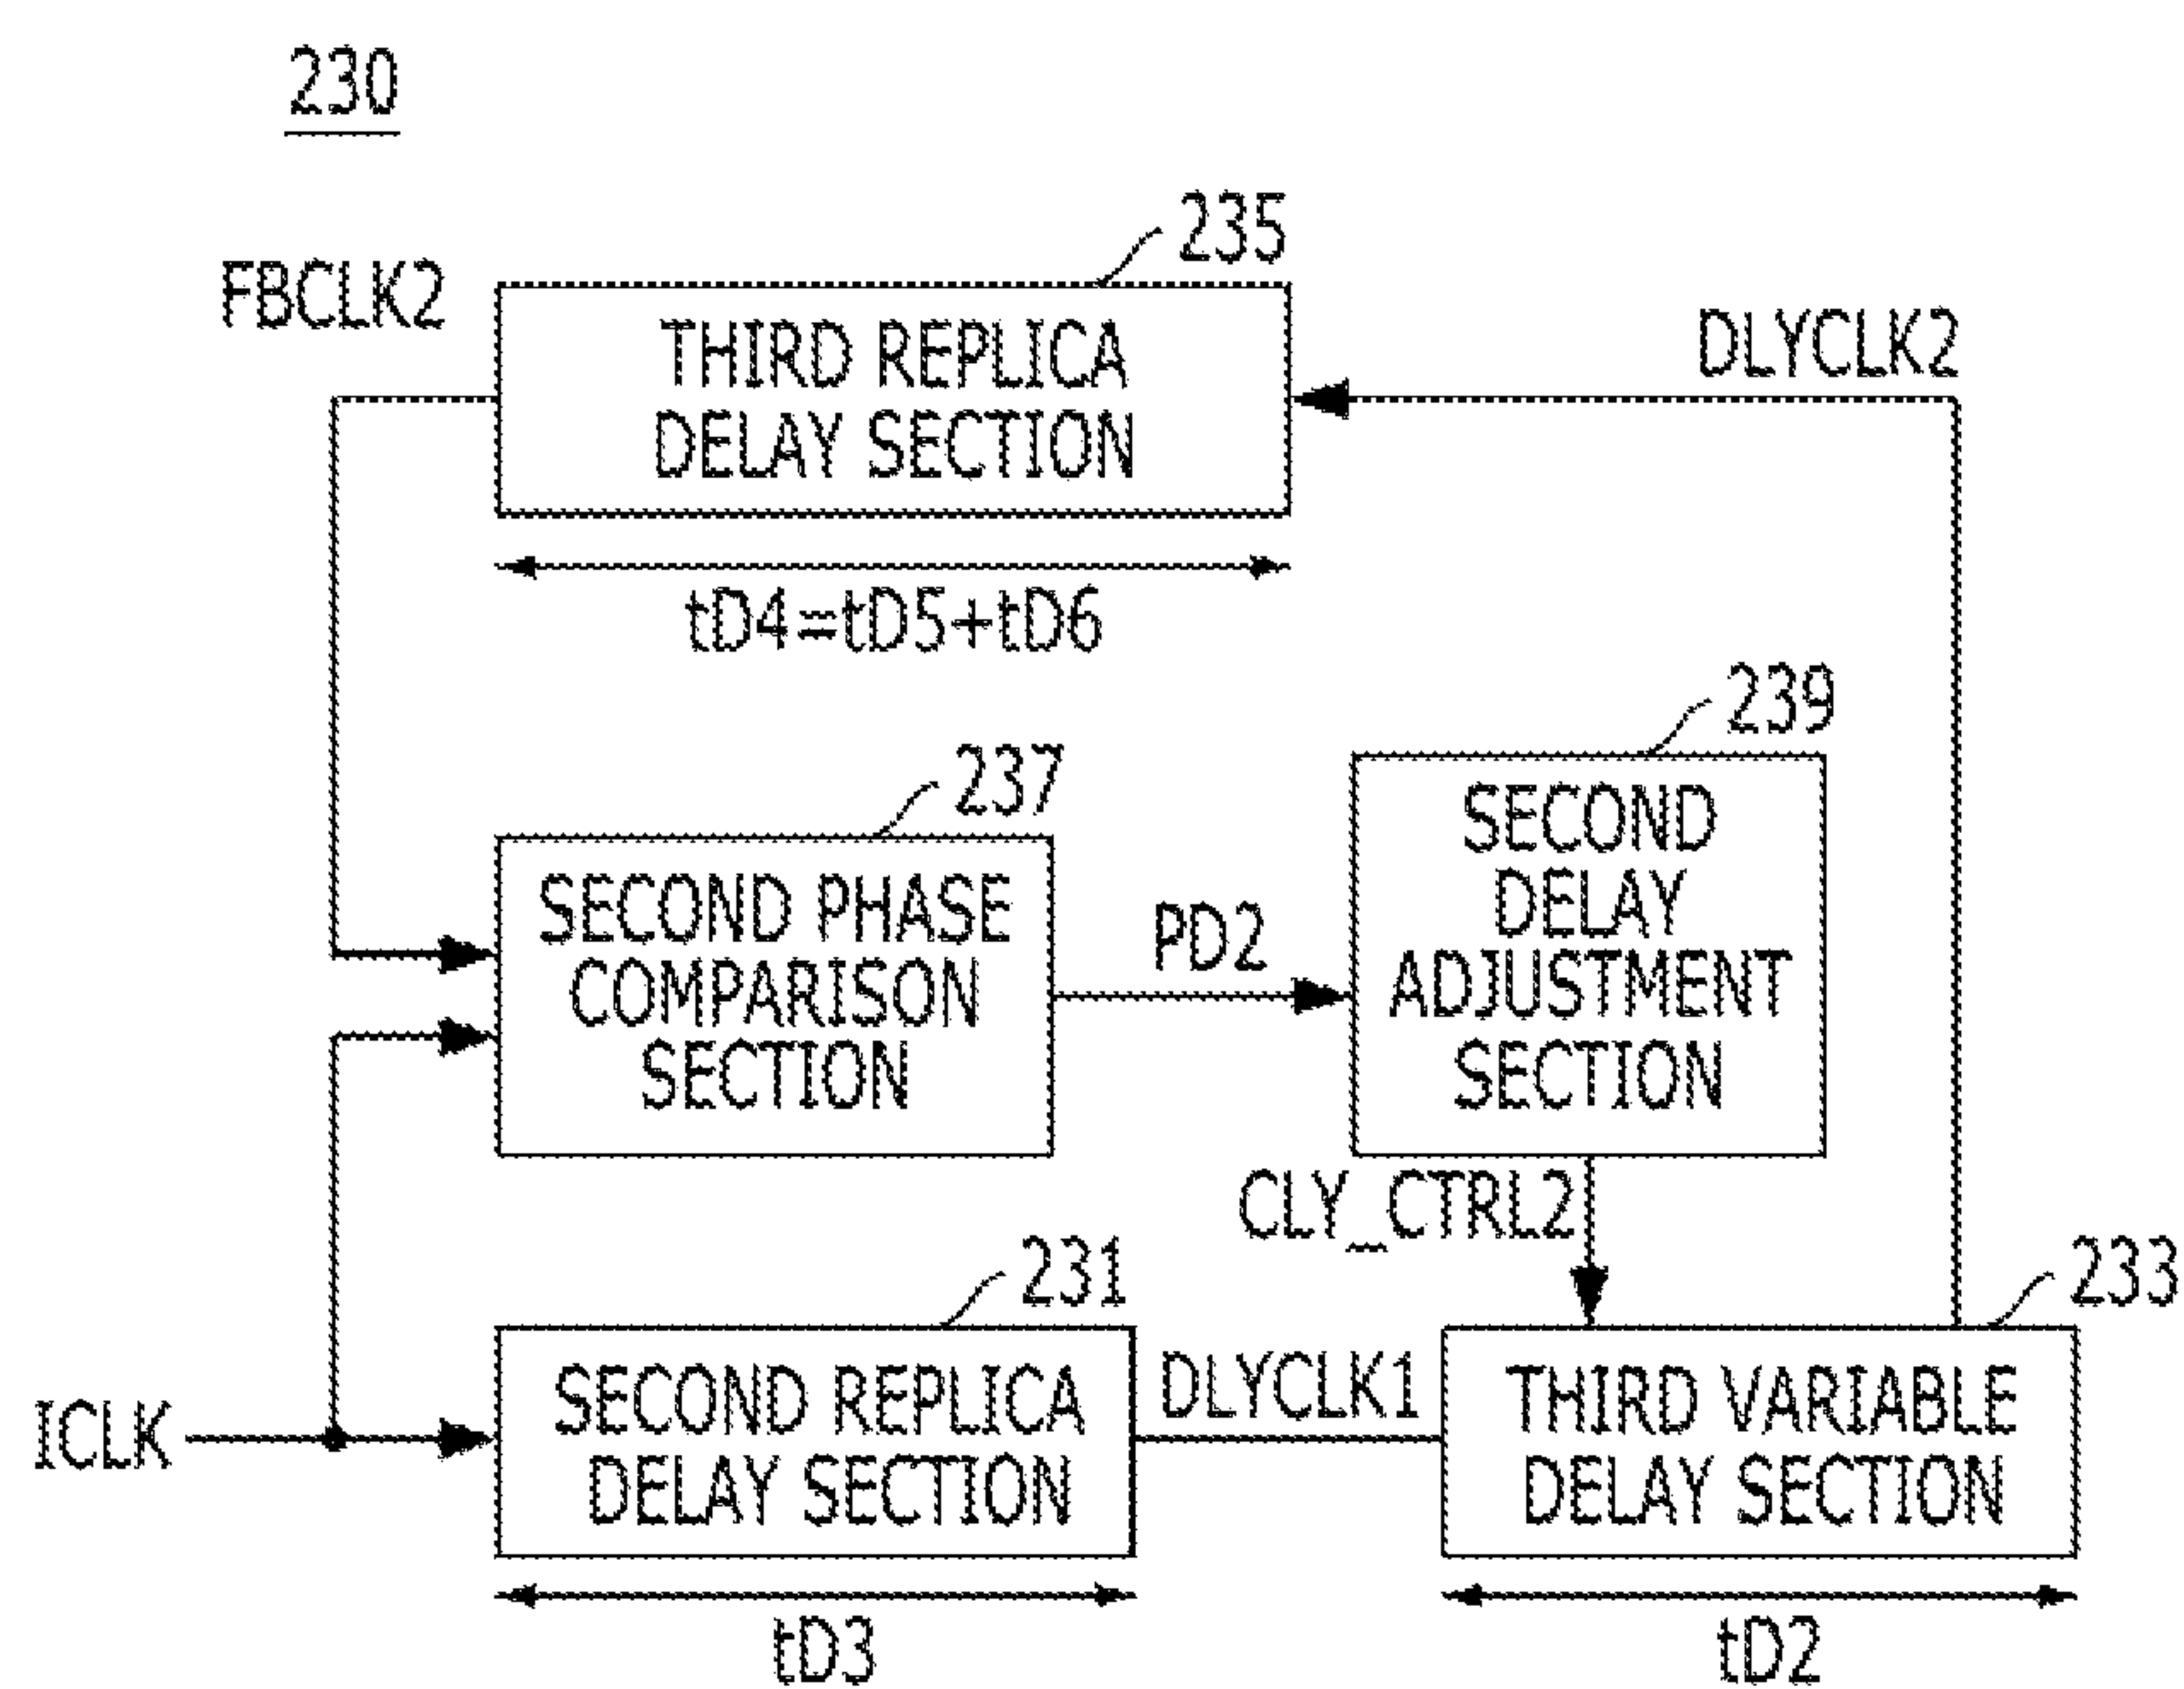 230
235
FBCLK2
THIRD REPLICA
DELAY SECTION
DLYCLK2
tD4=tD5+tD6
239
237
SECOND
DELAY
ADJUSTMENT
SECTION
SECOND PHASE
COMPARISON
SECTION
PD2
CLY_CTRL2
231
233
ICLK
SECOND REPLICA
DELAY SECTION
DLYCLK1
THIRD VARIABLE
DELAY SECTION
tD3
tD2